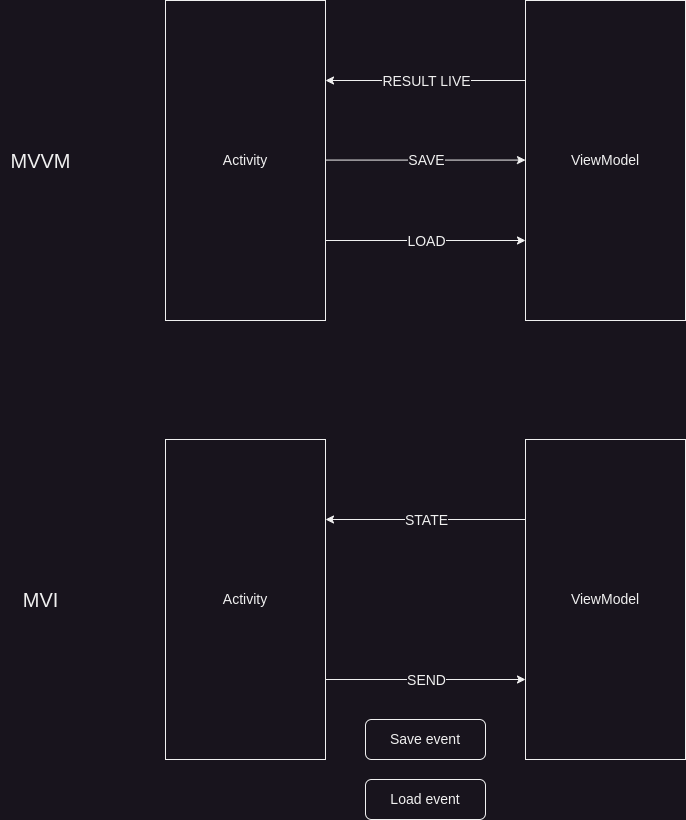 RESULT LIVE
MVVM
Activity
SAVE
ViewModel
LOAD
STATE
MVI
Activity
ViewModel
SEND
Save event
Load event